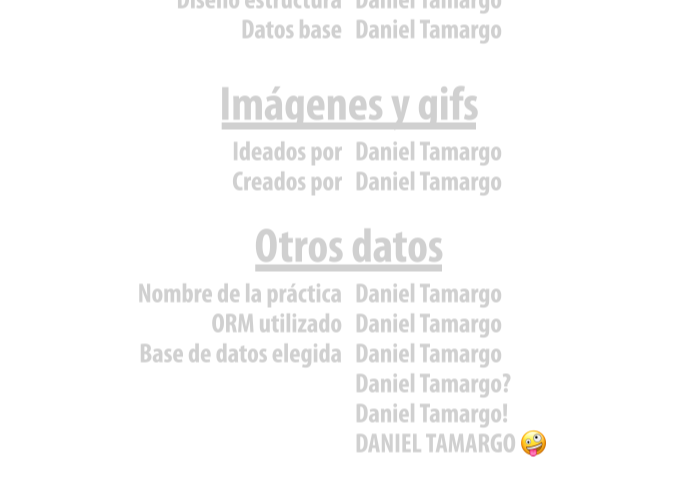 Diseño estructura Daniel Tamargo
Datos base Daniel Tamargo
Imágenes y gifs
Ideados por Daniel Tamargo
Creados por Daniel Tamargo
Otros datos
Nombre de la práctica Daniel Tamargo
ORM utilizado Daniel Tamargo
Base de datos elegida Daniel Tamargo
Daniel Tamargo?
Daniel Tamargo!
DANIEL TAMARGO 🤪